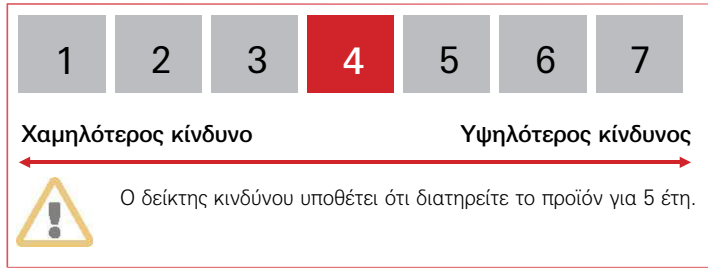 1 2 3 4 5 6 7
Χαμηλότερος κίνδυνο Υψηλότερος κίνδυνος
Ο δείκτης κινδύνου υποθέτει ότι διατηρείτε το προϊόν για 5 έτη.